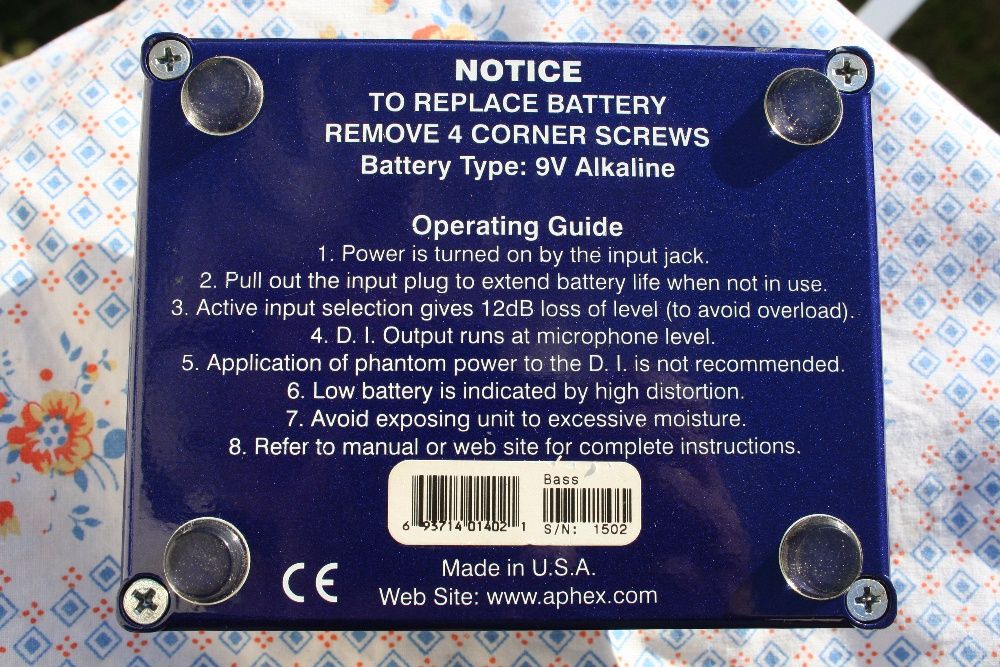 NOTICE
TO REPLACE BATTERY
REMOVE 4 CORNER SCREWS
Battery Type: 9V Alkaline
Operating Guide
1. Power is turned on by the input jack.
2. Pull out the input plug to extend battery life when not in use.
3. Active input selection gives 12dB loss of level (to avoid overload).
4. D. I. Output runs at microphone level.
5. Application of phantom power to the D. I. is not recommended.
6. Low battery is indicated by high distortion.
7. Avoid exposing unit to excessive moisture.
8. Refer to manual or web site for complete instructions.
Bass
6 93714 01402 1
S/N: 1502
CE
Made in U.S.A.
Web Site: www.aphex.com